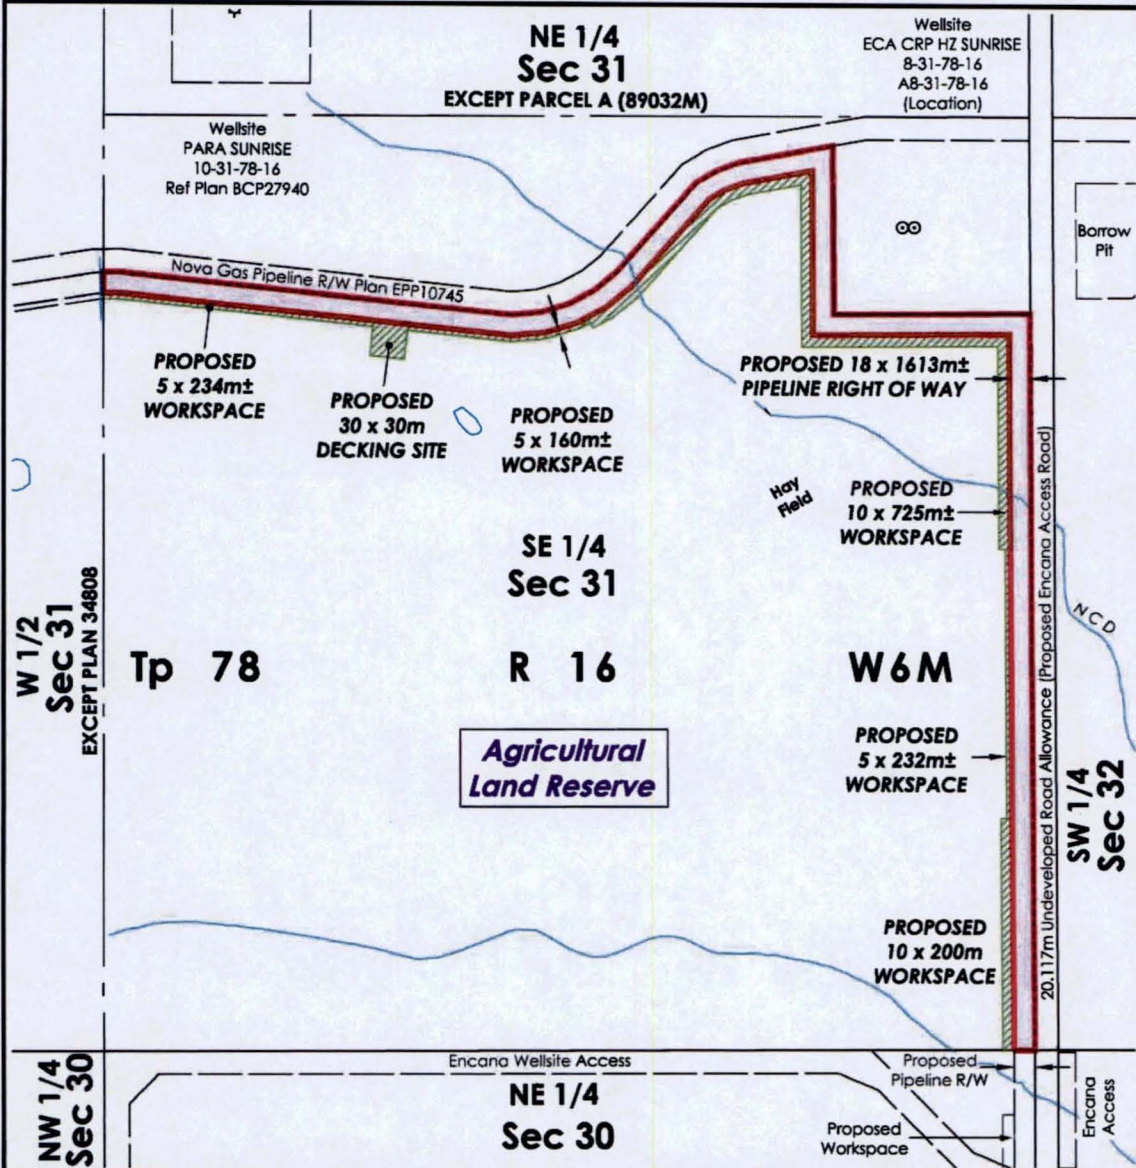 NE 1/4
Sec 31
EXCEPT PARCEL A (89032M)
Wellsite
ECA CRP HZ SUNRISE
8-31-78-16
A8-31-78-16
(Location)
Wellsite
PARA SUNRISE
10-31-78-16
Ref Plan BCP27940
Borrow
Pit
Nova Gas Pipeline R/W Plan EPP10745
PROPOSED
5 x 234m±
WORKSPACE
PROPOSED
30 x 30m
DECKING SITE
PROPOSED
5 x 160m±
WORKSPACE
PROPOSED 18 x 1613m±
PIPELINE RIGHT OF WAY
Hay
Field
PROPOSED
10 x 725m±
WORKSPACE
SE 1/4
Sec 31
W 1/2
Sec 31
EXCEPT PLAN 34808
Tp 78
R 16
W6M
NCD
20.117m Undeveloped Road Allowance (Proposed Encana Access Road)
Agricultural
Land Reserve
PROPOSED
5 x 232m±
WORKSPACE
SW 1/4
Sec 32
PROPOSED
10 x 200m
WORKSPACE
NW 1/4
Sec 30
Encana Wellsite Access
NE 1/4
Sec 30
Proposed
Pipeline R/W
Proposed
Workspace
Encana
Access